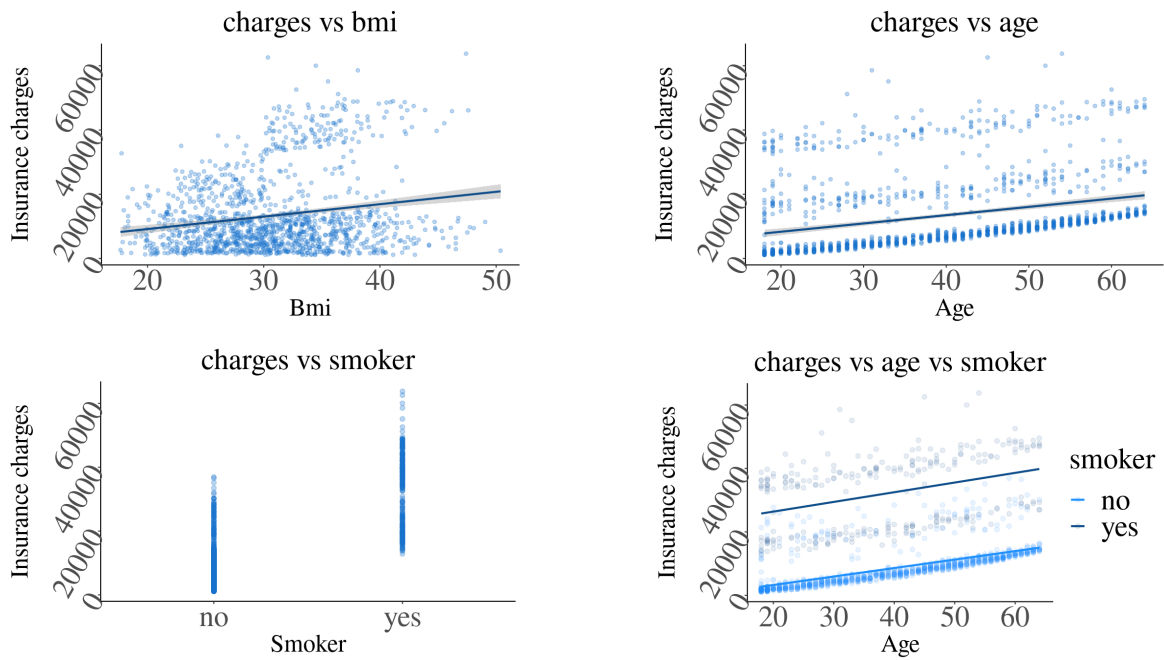 charges vs bmi
Insurance charges
60000
40000
20000
0
20 30 40 50
Bmi
charges vs age
Insurance charges
60000
40000
20000
0
20 30 40 50 60
Age
charges vs smoker
Insurance charges
60000
40000
20000
0
no yes
Smoker
charges vs age vs smoker
Insurance charges
60000
40000
20000
0
20 30 40 50 60
Age
smoker
no
yes